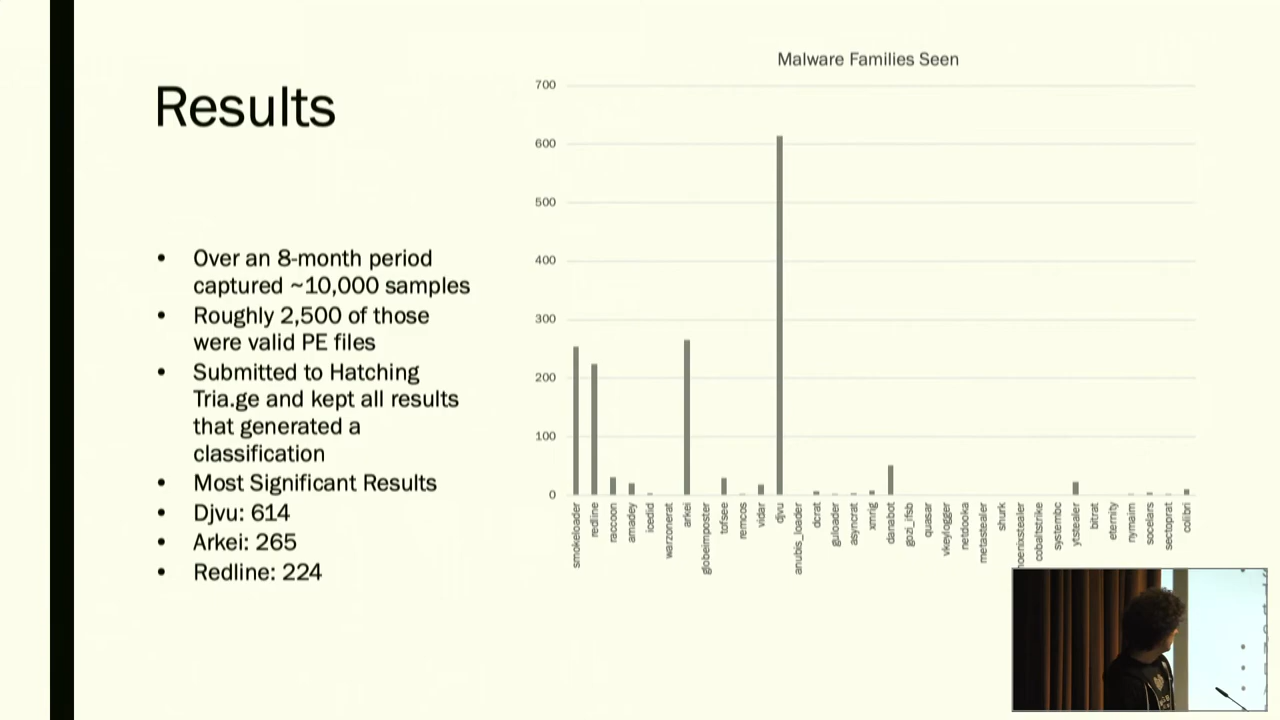 Results
• Over an 8-month period
captured ~10,000 samples
• Roughly 2,500 of those
were valid PE files
• Submitted to Hatching
Tria.ge and kept all results
that generated a
classification
• Most Significant Results
• Djvu: 614
• Arkei: 265
• Redline: 224
Malware Families Seen
700
600
500
400
300
200
100
0
smokeloader
redline
raccoon
amadey
icedid
warzonerat
arkei
globeimposter
tofsee
remcos
vidar
djvu
anubis_loader
dcrat
guloader
asyncrat
xmrig
danabot
gozi_ifsb
quasar
vkeylogger
netdooka
metastealer
shurk
hoenixstealer
cobaltstrike
systembc
ytstealer
bitrat
eternity
nymaim
socelars
sectoprat
colibri